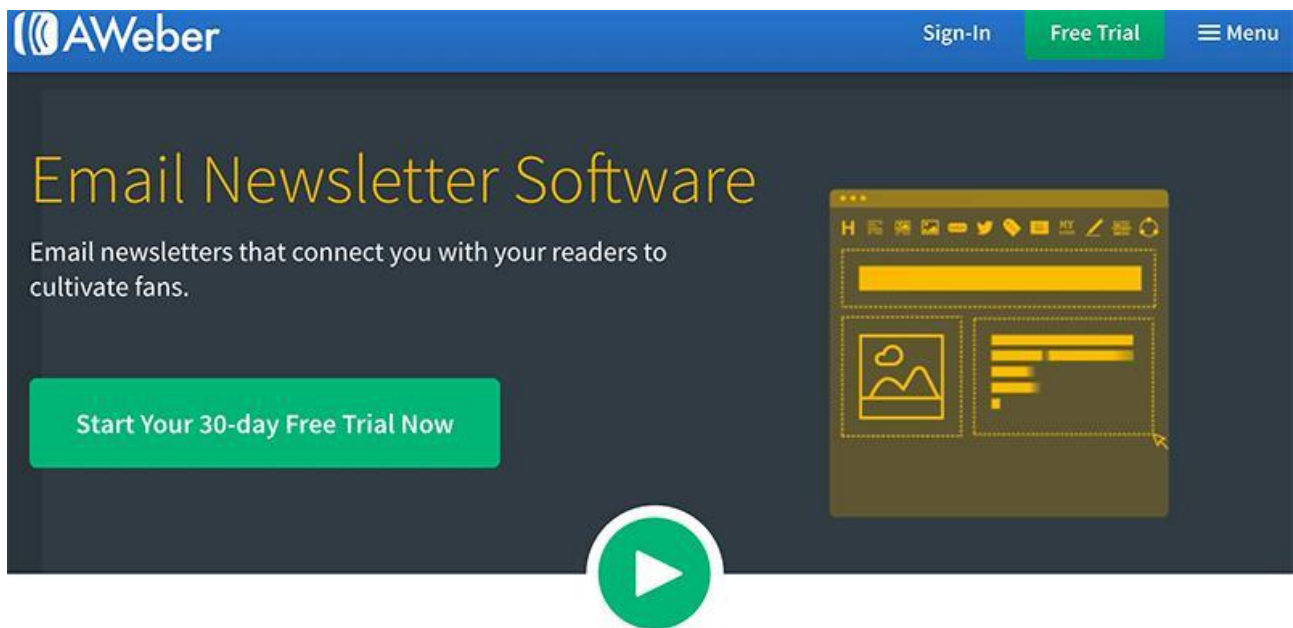 AWeber
Sign-In
Free Trial
Menu
Email Newsletter Software
Email newsletters that connect you with your readers to
cultivate fans.
H
MY
Start Your 30-day Free Trial Now